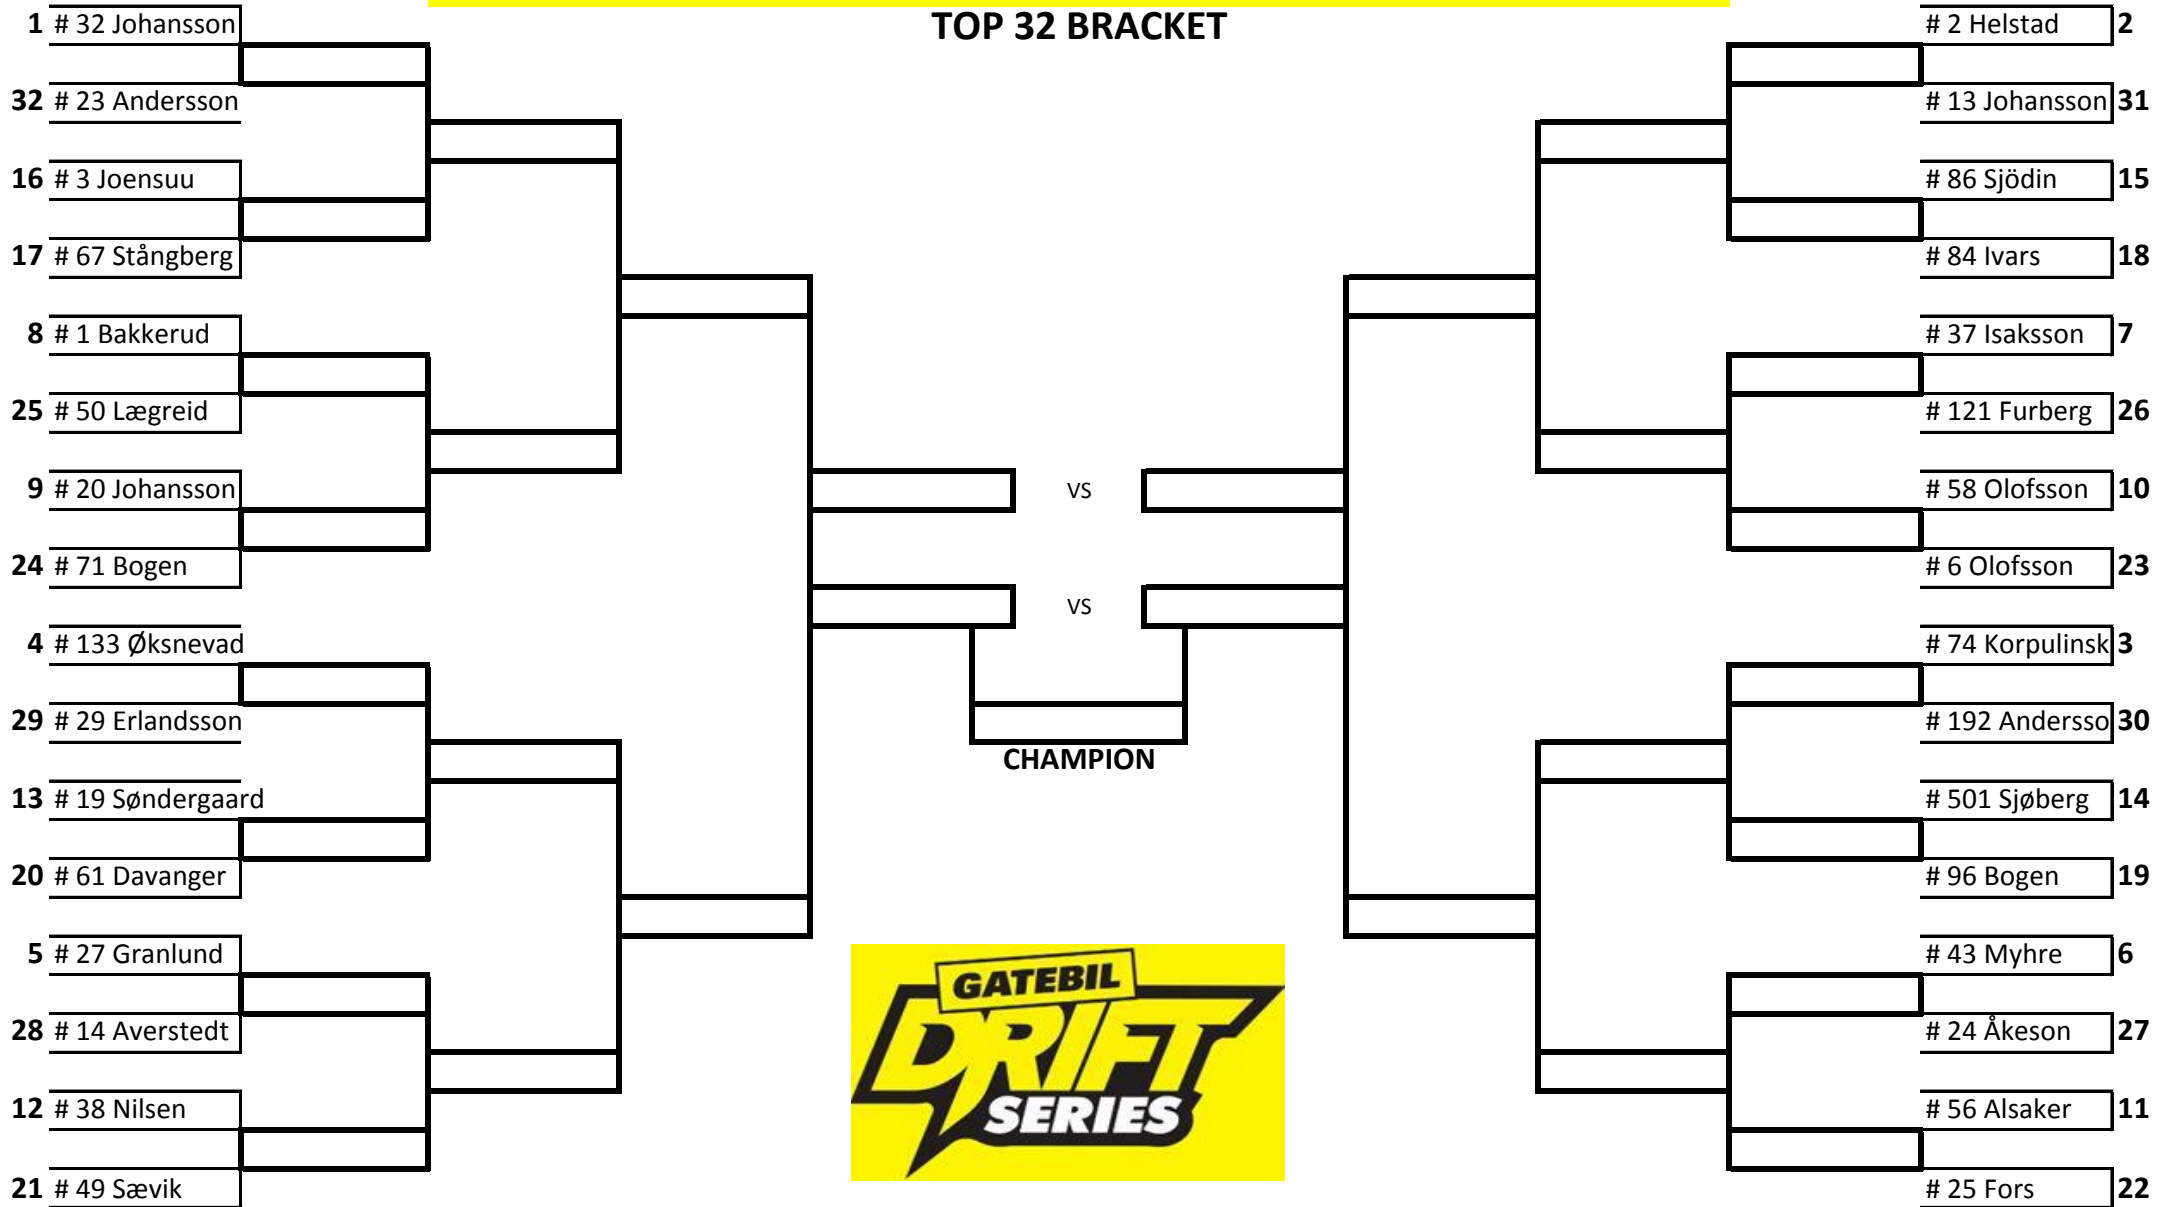 TOP 32 BRACKET
1 # 32 Johansson
32 # 23 Andersson
16 # 3 Joensuu
17 # 67 Stångberg
8 # 1 Bakkerud
25 # 50 Lægreid
9 # 20 Johansson
24 # 71 Bogen
4 # 133 Øksnevad
29 # 29 Erlandsson
13 # 19 Søndergaard
20 # 61 Davanger
5 # 27 Granlund
28 # 14 Averstedt
12 # 38 Nilsen
21 # 49 Sævik
vs
vs
CHAMPION
GATEBIL
DRIFT
SERIES
# 2 Helstad 2
# 13 Johansson 31
# 86 Sjödin 15
# 84 Ivars 18
# 37 Isaksson 7
# 121 Furberg 26
# 58 Olofsson 10
# 6 Olofsson 23
# 74 Korpulinsk 3
# 192 Andersso 30
# 501 Sjøberg 14
# 96 Bogen 19
# 43 Myhre 6
# 24 Åkeson 27
# 56 Alsaker 11
# 25 Fors 22